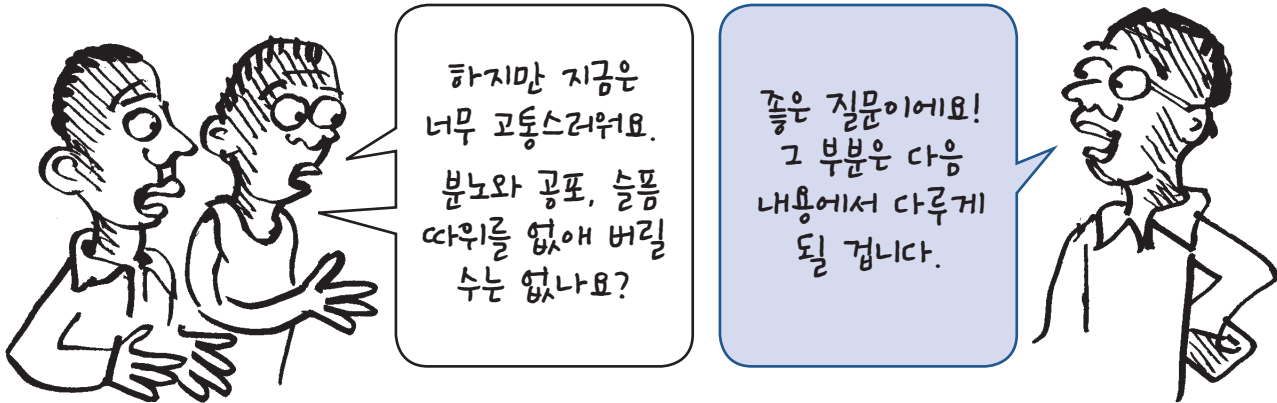 하지만 지금은
너무 고통스러워요.
분노와 공포, 슬픔
따위를 없애 버릴
수는 없나요?
좋은 질문이에요!
그 부분은 다음
내용에서 다루게
될 겁니다.